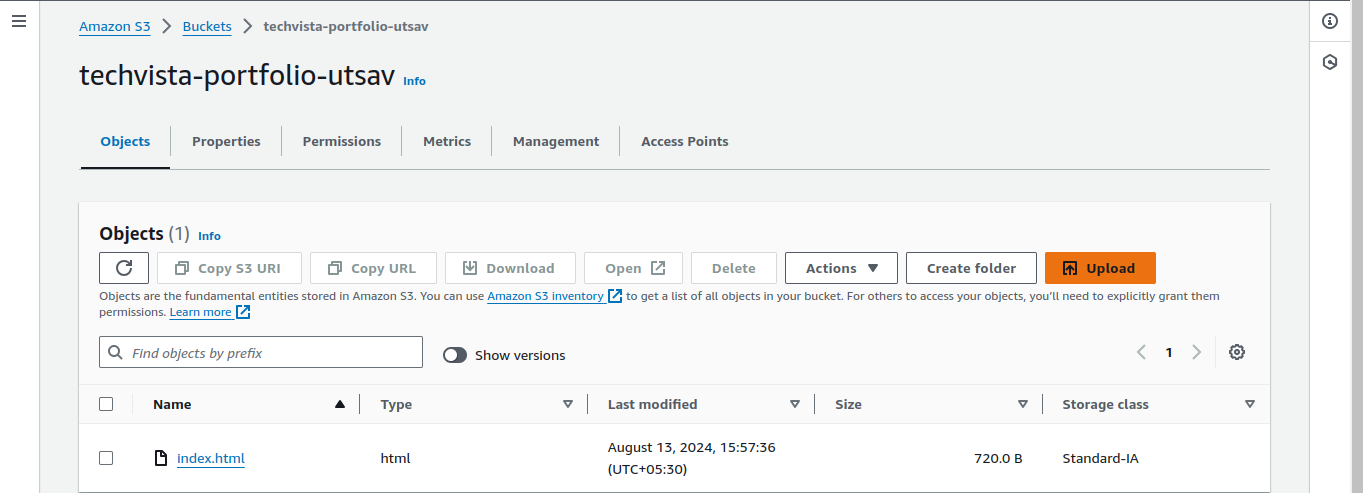 Amazon S3 > Buckets > techvista-portfolio-utsav
techvista-portfolio-utsav Info
Objects Properties Permissions Metrics Management Access Points
Objects (1) Info
Copy S3 URI Copy URL Download Open Delete Actions Create folder Upload
Objects are the fundamental entities stored in Amazon S3. You can use Amazon S3 inventory to get a list of all objects in your bucket. For others to access your objects, you’ll need to explicitly grant them
permissions. Learn more
Find objects by prefix Show versions 1
Name Type Last modified Size Storage class
index.html html August 13, 2024, 15:57:36 720.0 B Standard-IA
(UTC+05:30)